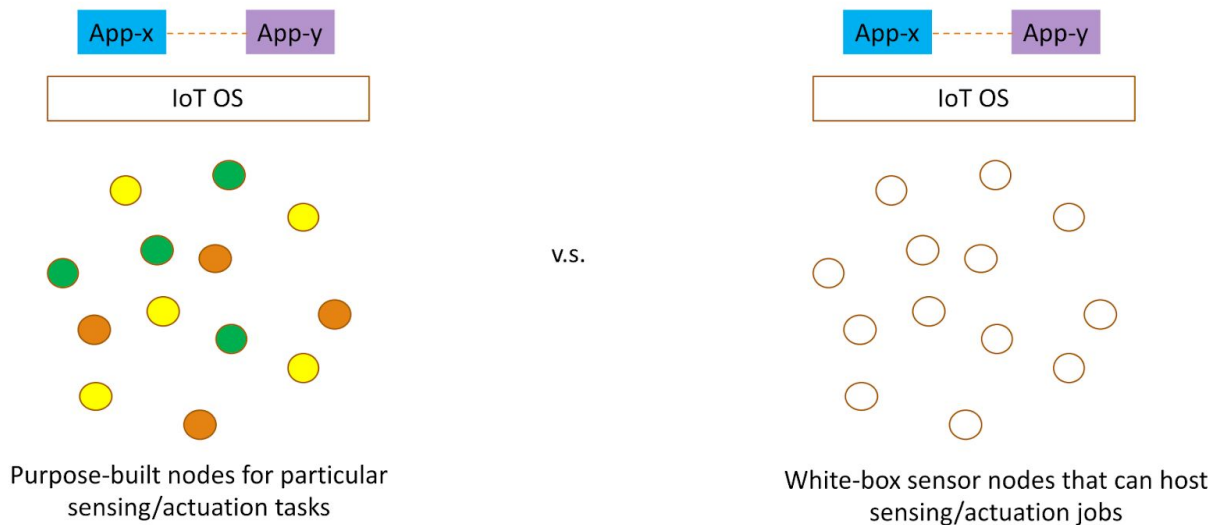 App-x
App-y
IoT OS
Purpose-built nodes for particular
sensing/actuation tasks
v.s.
App-x
App-y
IoT OS
White-box sensor nodes that can host
sensing/actuation jobs